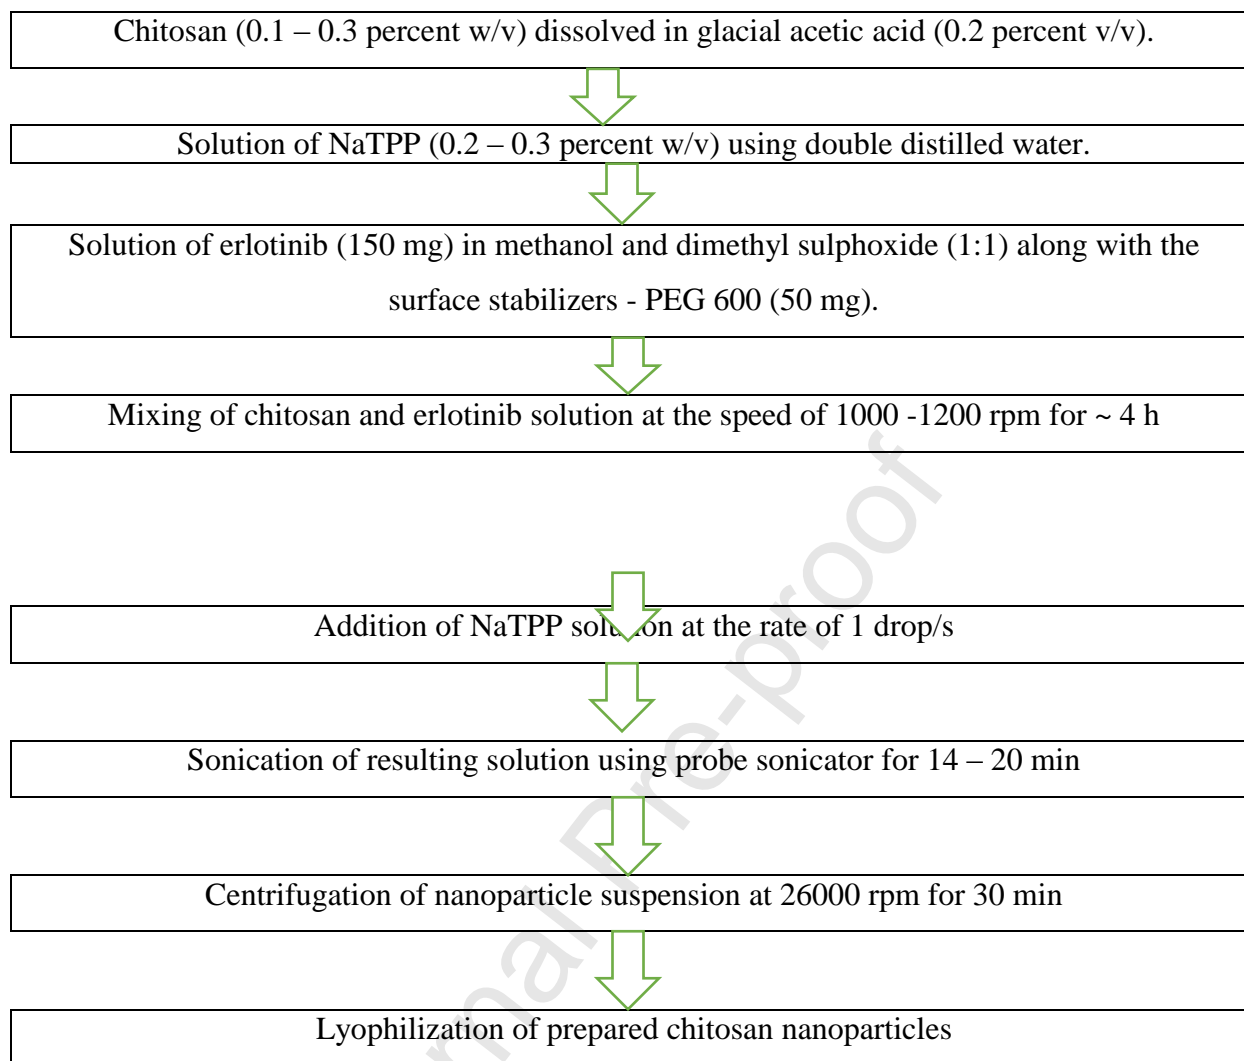 Chitosan (0.1 – 0.3 percent w/v) dissolved in glacial acetic acid (0.2 percent v/v).
Solution of NaTPP (0.2 – 0.3 percent w/v) using double distilled water.
Solution of erlotinib (150 mg) in methanol and dimethyl sulphoxide (1:1) along with the
surface stabilizers - PEG 600 (50 mg).
Mixing of chitosan and erlotinib solution at the speed of 1000 -1200 rpm for ~ 4 h
Addition of NaTPP solution at the rate of 1 drop/s
Sonication of resulting solution using probe sonicator for 14 – 20 min
Centrifugation of nanoparticle suspension at 26000 rpm for 30 min
Lyophilization of prepared chitosan nanoparticles
rnal Pre-proof